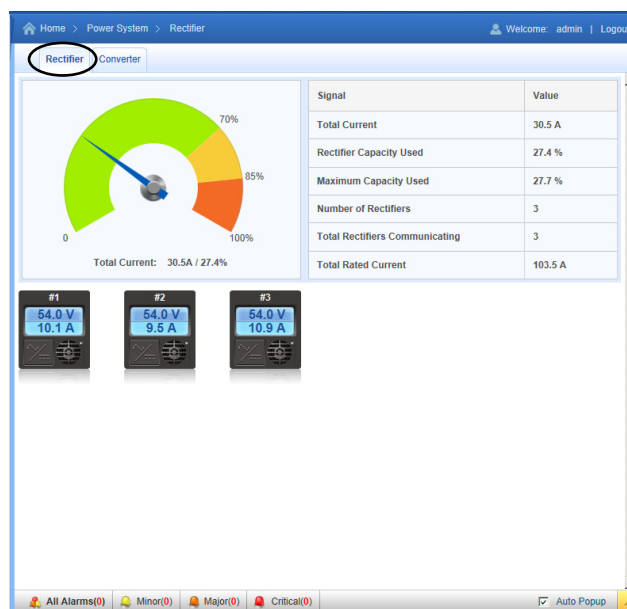 Home > Power System > Rectifier
Welcome: admin | Logou
Rectifier Converter
70%
85%
0
100%
Total Current: 30.5A / 27.4%
Signal Value
Total Current 30.5 A
Rectifier Capacity Used 27.4 %
Maximum Capacity Used 27.7 %
Number of Rectifiers 3
Total Rectifiers Communicating 3
Total Rated Current 103.5 A
#1 #2 #3
54.0 V 54.0 V 54.0 V
10.1 A 9.5 A 10.9 A
All Alarms(0) Minor(0) Major(0) Critical(0) Auto Popup